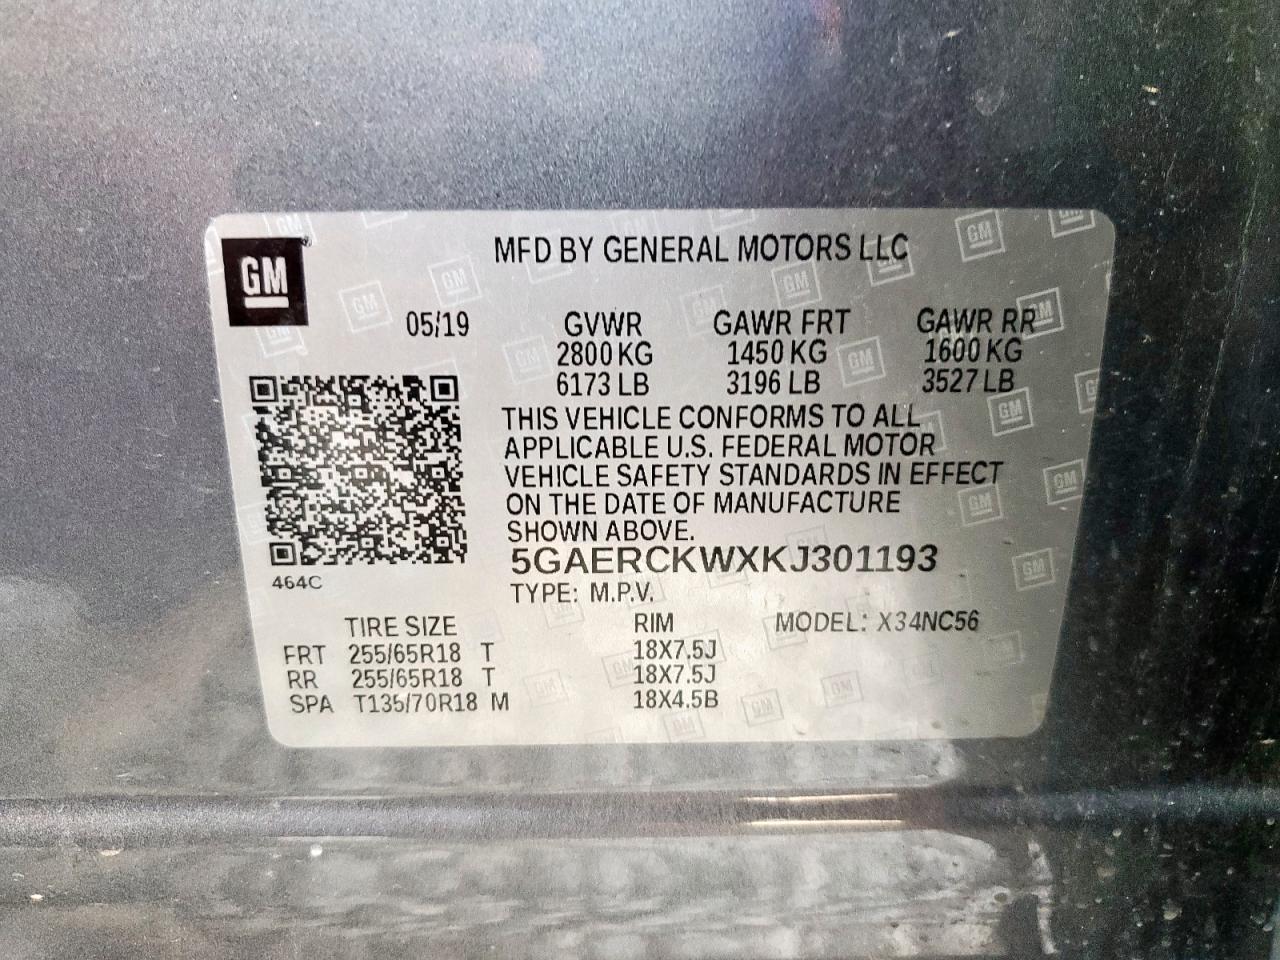 GM
MFD BY GENERAL MOTORS LLC
05/19
GVWR GAWR FRT GAWR RR
2800 KG 1450 KG 1600 KG
6173 LB 3196 LB 3527 LB
THIS VEHICLE CONFORMS TO ALL
APPLICABLE U.S. FEDERAL MOTOR
VEHICLE SAFETY STANDARDS IN EFFECT
ON THE DATE OF MANUFACTURE
SHOWN ABOVE.
5GAERCKWXKJ301193
464C
TYPE: M.P.V.
TIRE SIZE RIM MODEL: X34NC56
FRT 255/65R18 T 18X7.5J
RR 255/65R18 T 18X7.5J
SPA T135/70R18 M 18X4.5B